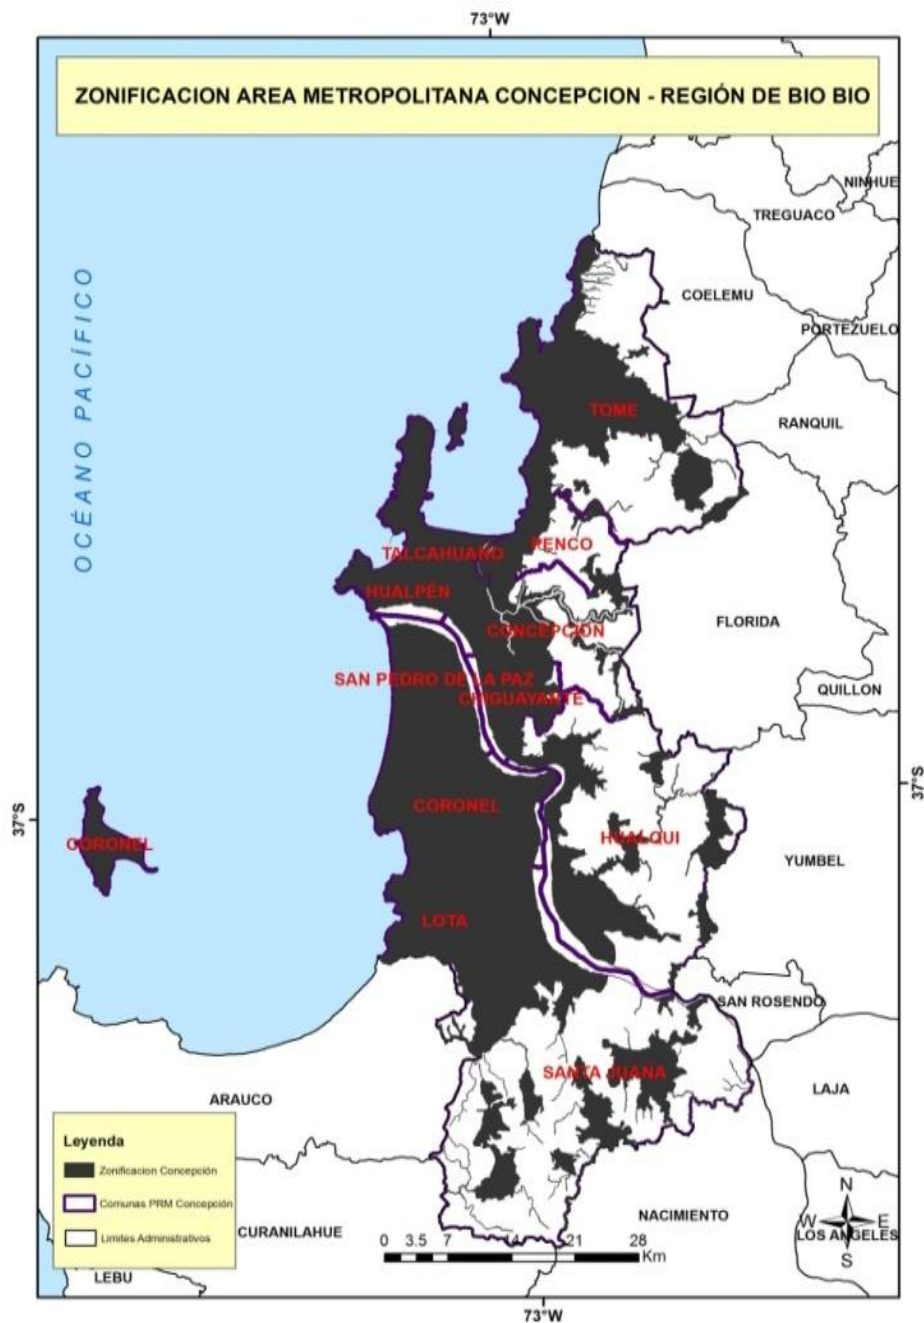 73°W
ZONIFICACION AREA METROPOLITANA CONCEPCION - REGIÓN DE BIO BIO
NINHUE
TREGUACO
COELEMU
PORTEZUELO
OCÉANO PACÍFICO
TOME
RANQUIL
PENCO
TALCAHUANO
HUALPÉN
CONCEPCIÓN
FLORIDA
SAN PEDRO DE LA PAZ
QUILLON
CHIGUAYANTE
37°S
37°S
CORONEL
CORONEL
HUALQUI
YUMBEL
LOTA
SAN ROSENDO
SANTA JUANA
LAJA
ARAUCO
Leyenda
Zonificacion Concepción
Comunas PRM Concepción
Limites Administrativos
CURANILAHUE
NACIMIENTO
N
W E
S
LOS ANGELES
0 3.5 7 14 21 28
Km
LEBU
73°W